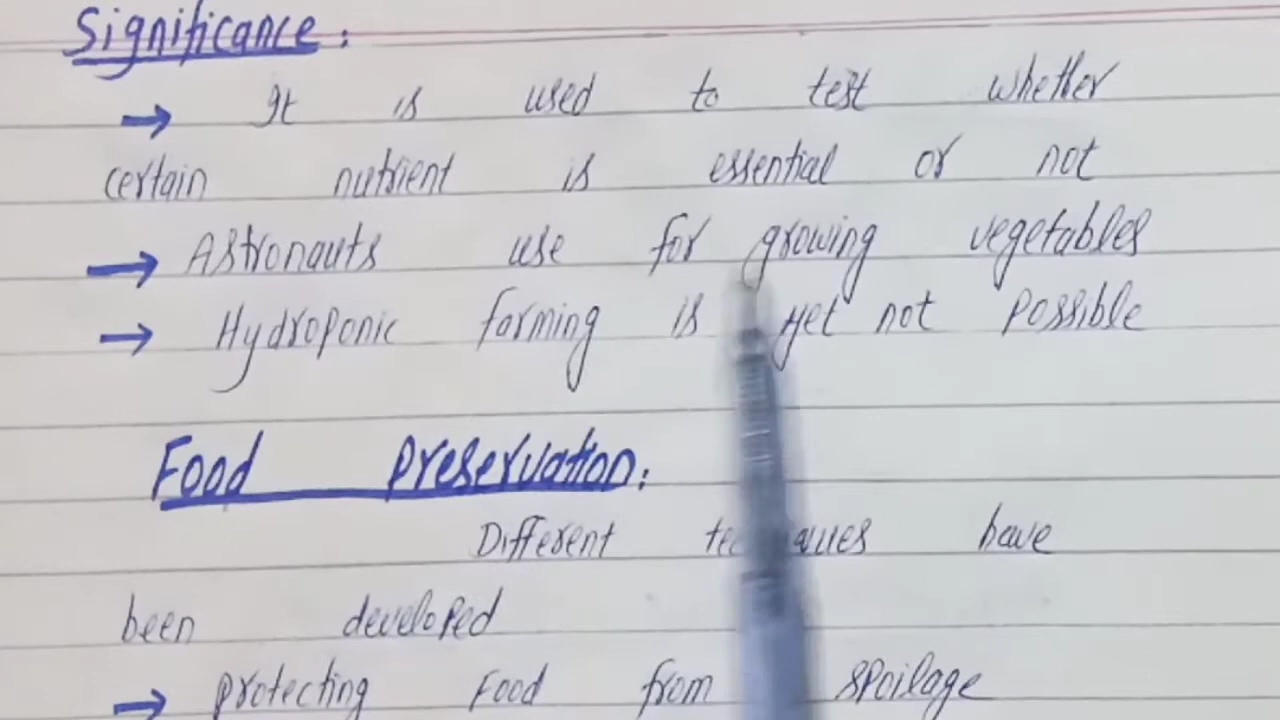 Significance:
→ It is used to test whether
certain nutrient is essential or not
→ Astronauts use for growing vegetables
→ Hydroponic farming is yet not possible
Food preservation:
Different have
been developed
→ protecting Food from spoilage